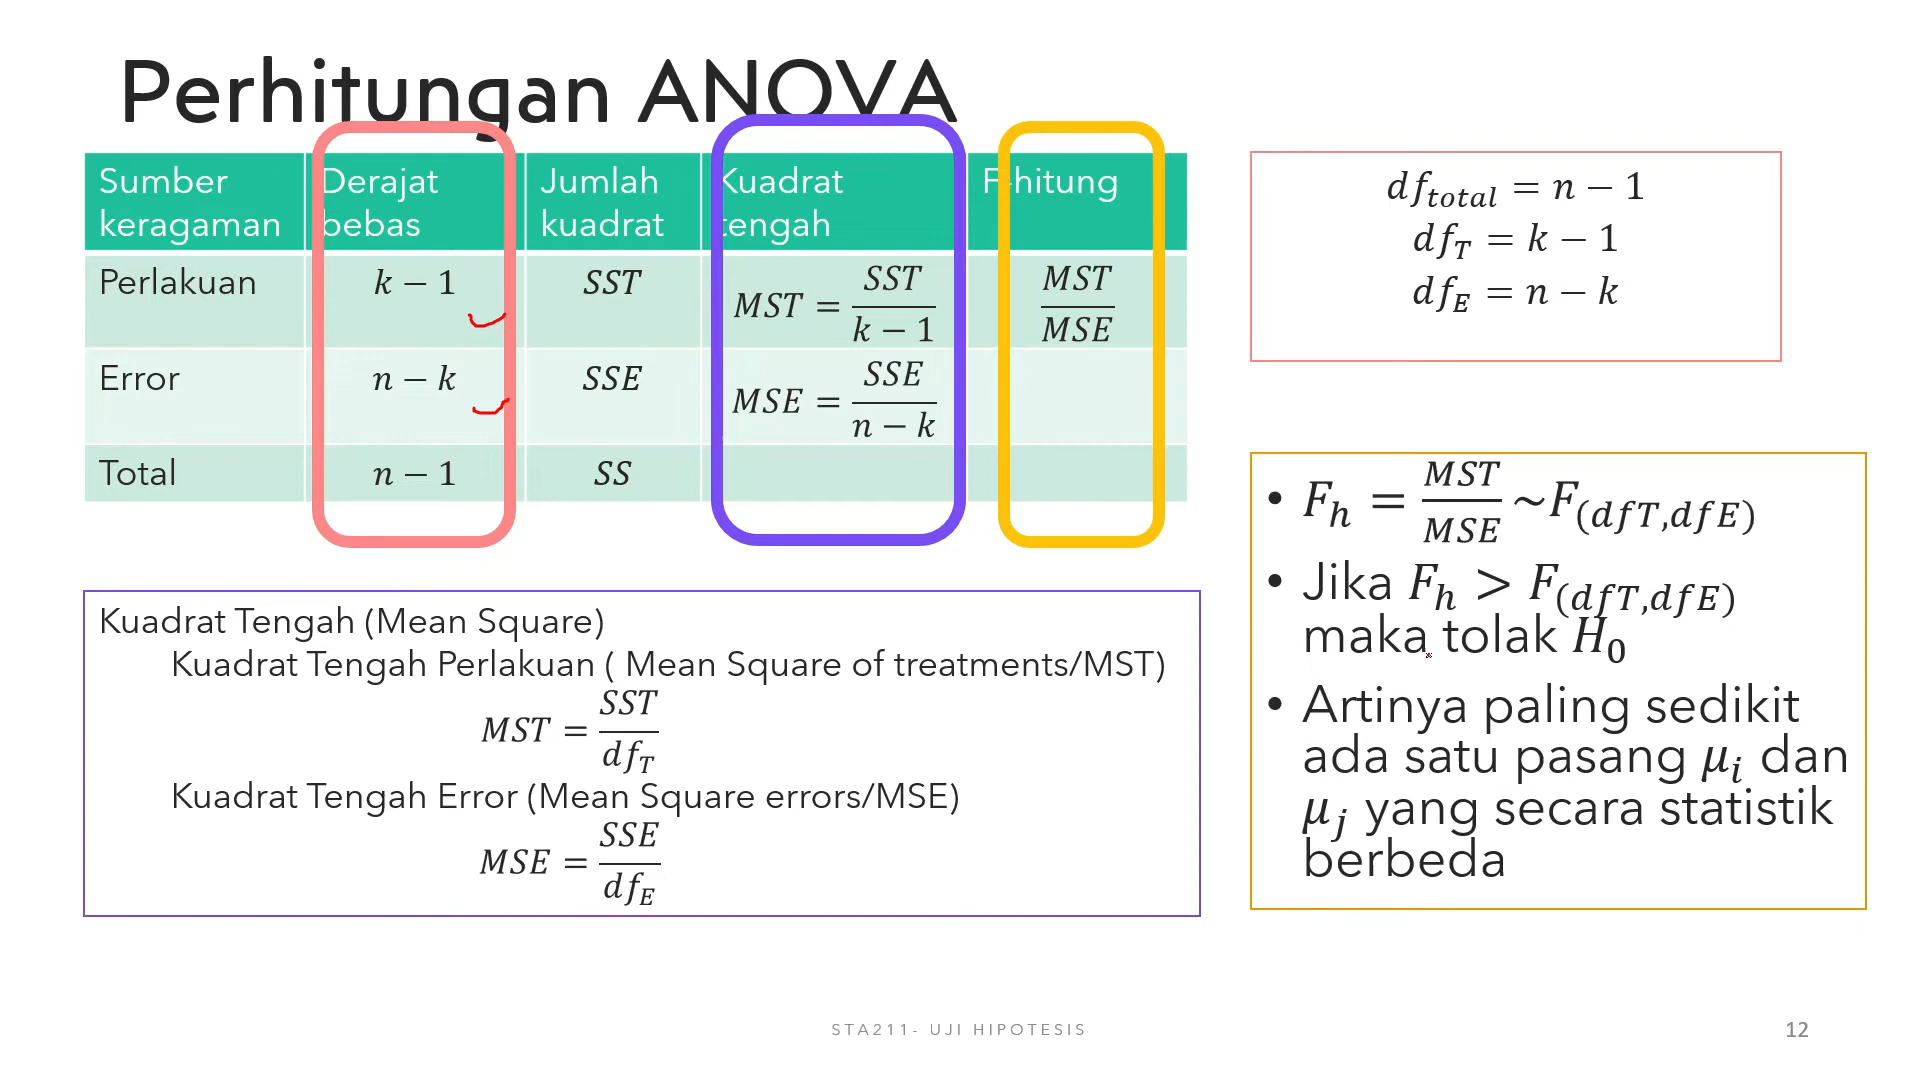 Perhitungan ANOVA
Sumber keragaman | Derajat bebas | Jumlah kuadrat | Kuadrat tengah | F-hitung
Perlakuan | k − 1 | SST | MST = SST / k − 1 | MST / MSE
Error | n − k | SSE | MSE = SSE / n − k
Total | n − 1 | SS
df_total = n − 1
df_T = k − 1
df_E = n − k
Kuadrat Tengah (Mean Square)
Kuadrat Tengah Perlakuan ( Mean Square of treatments/MST)
MST = SST / df_T
Kuadrat Tengah Error (Mean Square errors/MSE)
MSE = SSE / df_E
• F_h = MST / MSE ~F_(dfT,dfE)
• Jika F_h > F_(dfT,dfE)
maka tolak H_0
• Artinya paling sedikit
ada satu pasang μ_i dan
μ_j yang secara statistik
berbeda
STA211- UJI HIPOTESIS
12